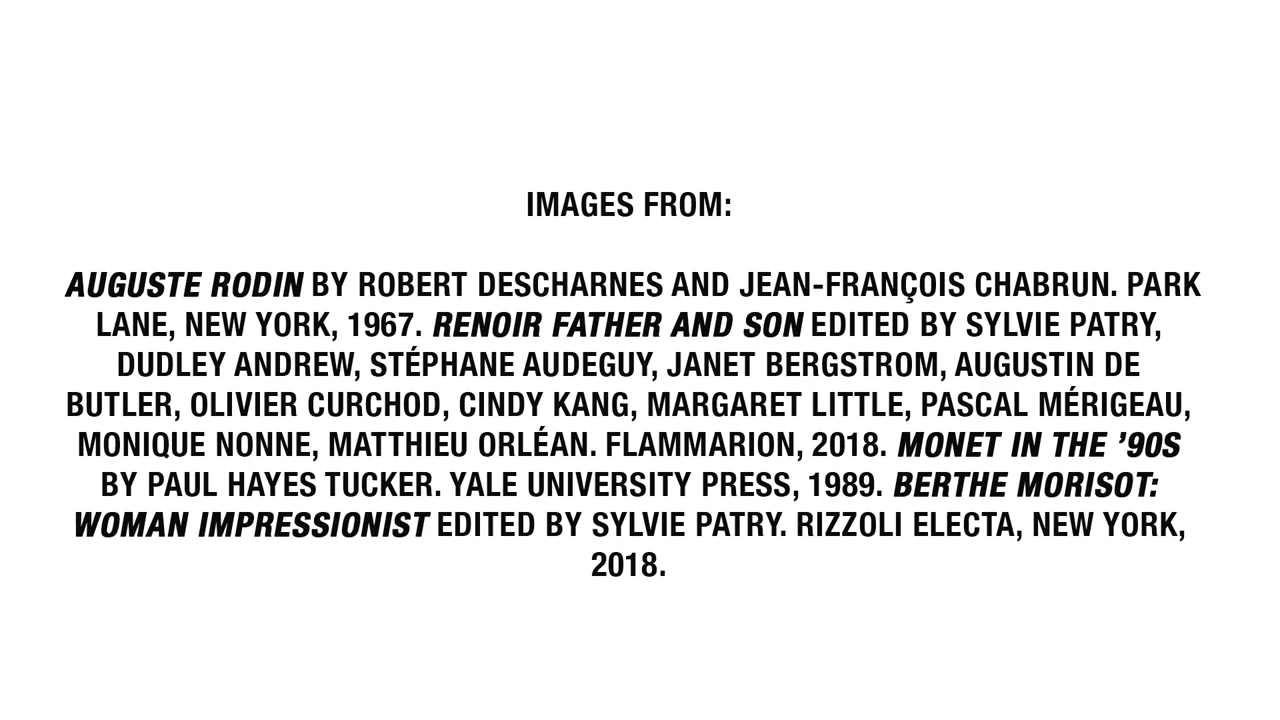 IMAGES FROM:
AUGUSTE RODIN BY ROBERT DESCHARNES AND JEAN-FRANÇOIS CHABRUN. PARK
LANE, NEW YORK, 1967. RENOIR FATHER AND SON EDITED BY SYLVIE PATRY,
DUDLEY ANDREW, STÉPHANE AUDEGUY, JANET BERGSTROM, AUGUSTIN DE
BUTLER, OLIVIER CURCHOD, CINDY KANG, MARGARET LITTLE, PASCAL MÉRIGEAU,
MONIQUE NONNE, MATTHIEU ORLÉAN. FLAMMARION, 2018. MONET IN THE ’90S
BY PAUL HAYES TUCKER. YALE UNIVERSITY PRESS, 1989. BERTHE MORISOT:
WOMAN IMPRESSIONIST EDITED BY SYLVIE PATRY. RIZZOLI ELECTA, NEW YORK,
2018.